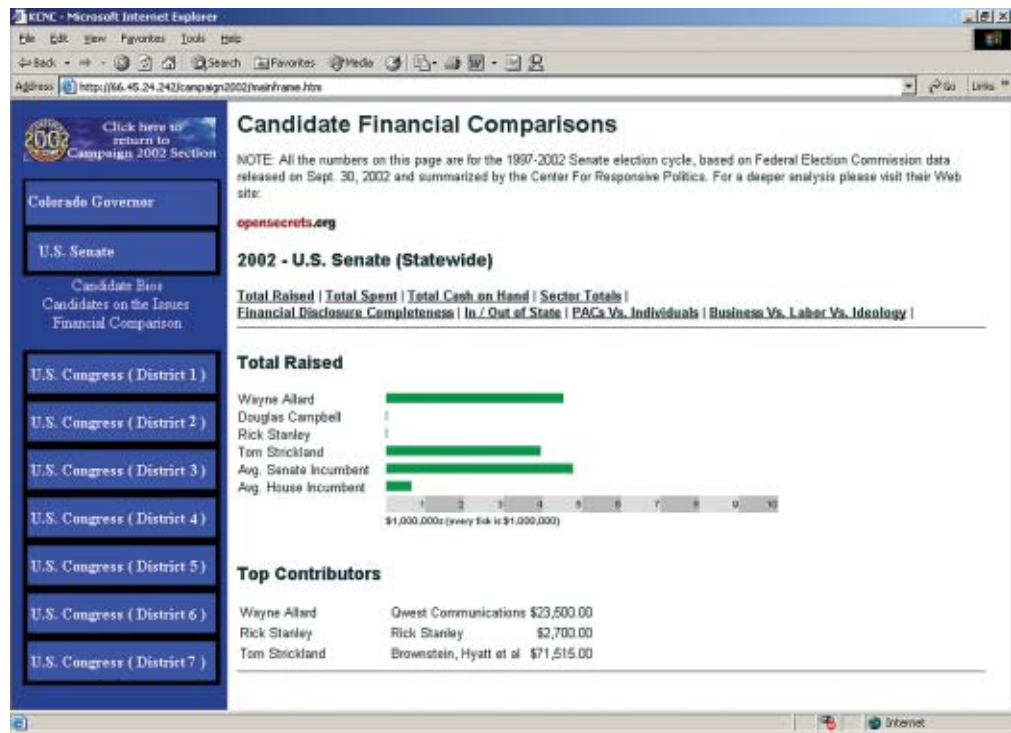 KCNC - Microsoft Internet Explorer
File Edit View Favorites Tools Help
Back Search Favorites Media
Address http://66.45.24.242/campaign2002/mainframe.htm Go Links
2002 Click here to
return to
Campaign 2002 Section
Colorado Governor
U.S. Senate
Candidate Bios
Candidates on the Issues
Financial Comparison
U.S. Congress ( District 1 )
U.S. Congress ( District 2 )
U.S. Congress ( District 3 )
U.S. Congress ( District 4 )
U.S. Congress ( District 5 )
U.S. Congress ( District 6 )
U.S. Congress ( District 7 )
Candidate Financial Comparisons
NOTE: All the numbers on this page are for the 1997-2002 Senate election cycle, based on Federal Election Commission data
released on Sept. 30, 2002 and summarized by the Center For Responsive Politics. For a deeper analysis please visit their Web
site:
opensecrets.org
2002 - U.S. Senate (Statewide)
Total Raised | Total Spent | Total Cash on Hand | Sector Totals |
Financial Disclosure Completeness | In / Out of State | PACs Vs. Individuals | Business Vs. Labor Vs. Ideology |
Total Raised
Wayne Allard
Douglas Campbell
Rick Stanley
Tom Strickland
Avg. Senate Incumbent
Avg. House Incumbent
1 2 3 4 5 6 7 8 9 10
$1,000,000s (every tick is $1,000,000)
Top Contributors
Wayne Allard Qwest Communications $23,500.00
Rick Stanley Rick Stanley $2,700.00
Tom Strickland Brownstein, Hyatt et al $71,515.00
Internet